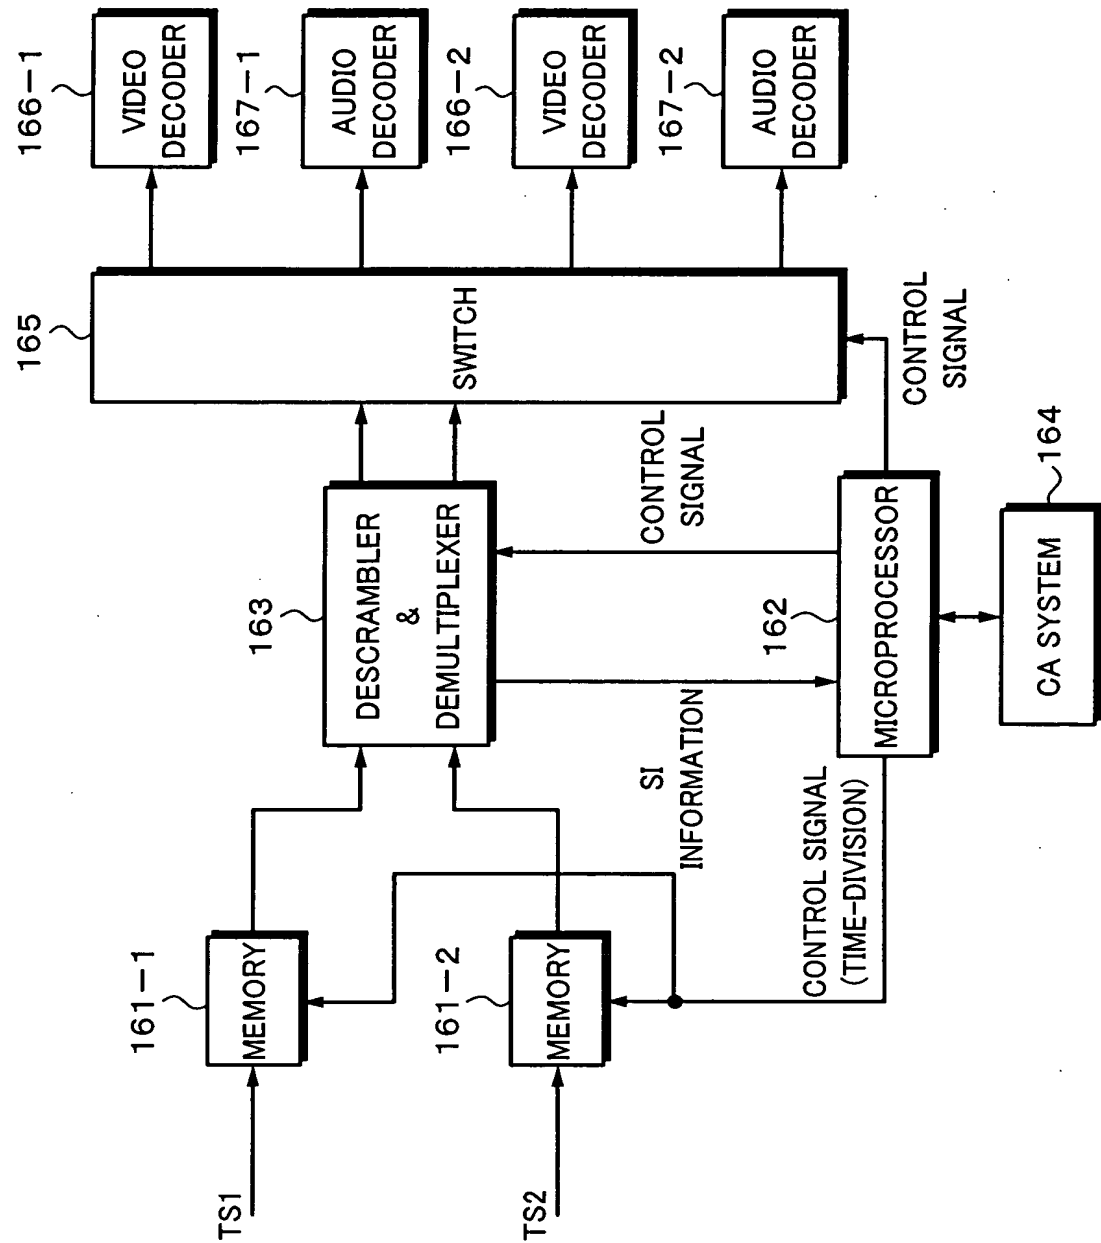 TS1
TS2
161-1
MEMORY
161-2
MEMORY
163
DESCRAMBLER
&
DEMULTIPLEXER
SI
INFORMATION
CONTROL
SIGNAL
CONTROL SIGNAL
(TIME-DIVISION)
162
MICROPROCESSOR
164
CA SYSTEM
CONTROL
SIGNAL
165
SWITCH
166-1
VIDEO
DECODER
167-1
AUDIO
DECODER
166-2
VIDEO
DECODER
167-2
AUDIO
DECODER